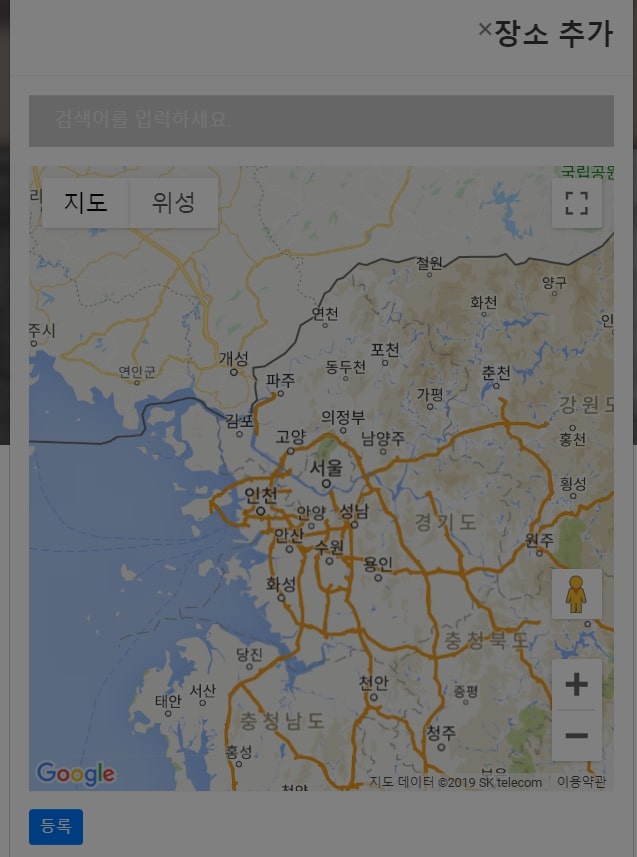 ×장소 추가
검색어를 입력하세요.
지도 위성
국립공원
철원
양구
화천
연천
주시
개성
포천
연안군
파주
동두천
춘천
가평
강원도
김포
의정부
고양
남양주
홍천
서울
인천
횡성
안양 성남
경기도
안산
수원
원주
용인
화성
충청북도
당진
천안
서산
중평
태안
충청남도
청주
홍성
Google
지도 데이터 ©2019 SK telecom 이용약관
등록